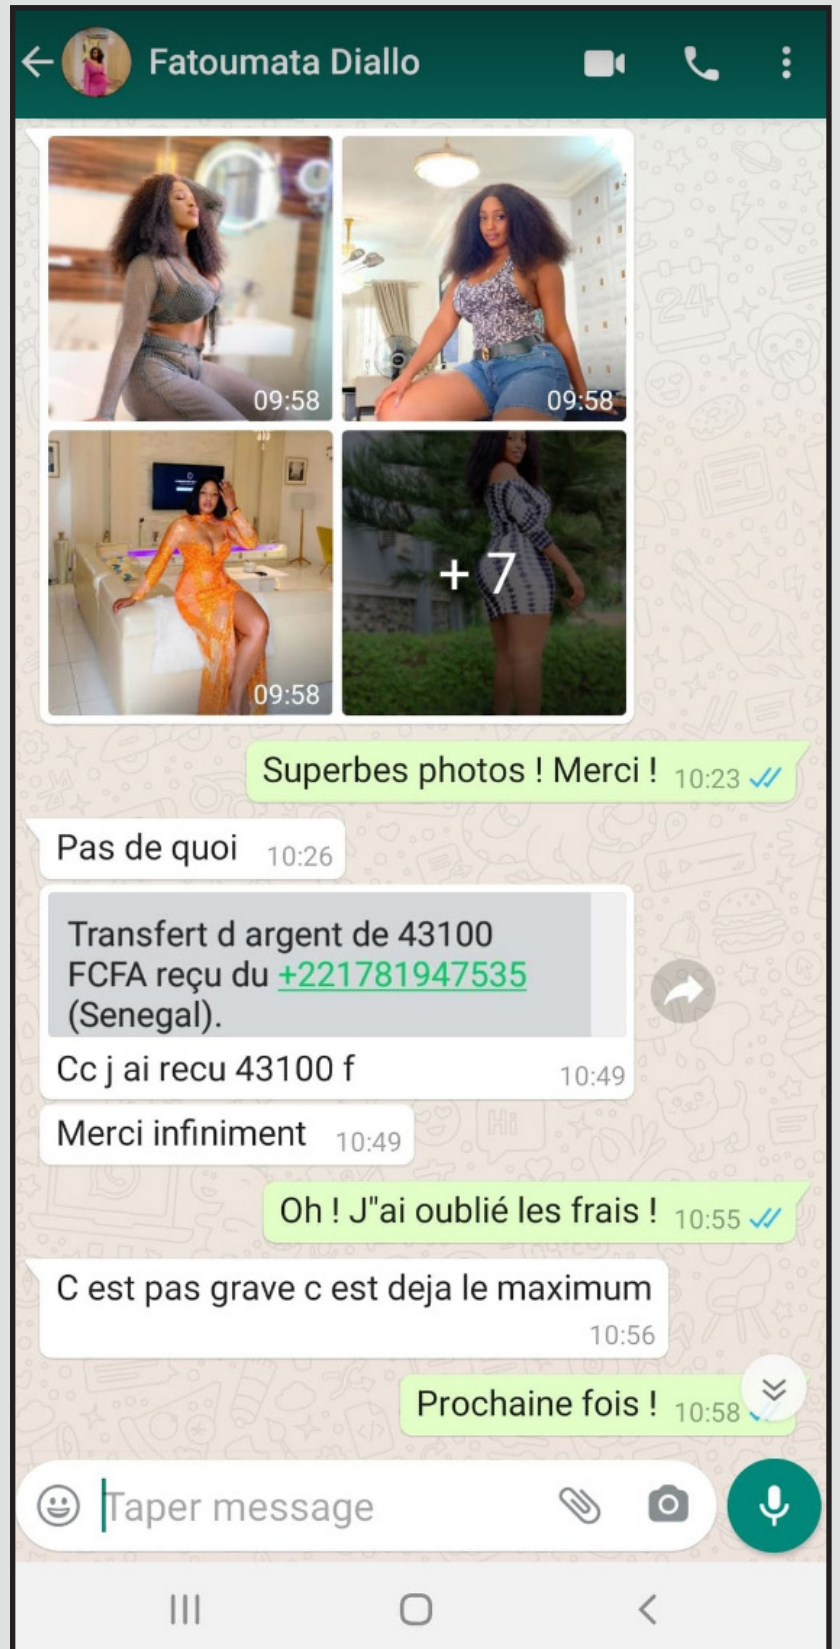 Fatoumata Diallo
09:58
09:58
09:58
+ 7
Superbes photos ! Merci ! 10:23
Pas de quoi 10:26
Transfert d argent de 43100
FCFA reçu du +221781947535
(Senegal).
Cc j ai recu 43100 f 10:49
Merci infiniment 10:49
Oh ! J"ai oublié les frais ! 10:55
C est pas grave c est deja le maximum
10:56
Prochaine fois ! 10:58
Taper message